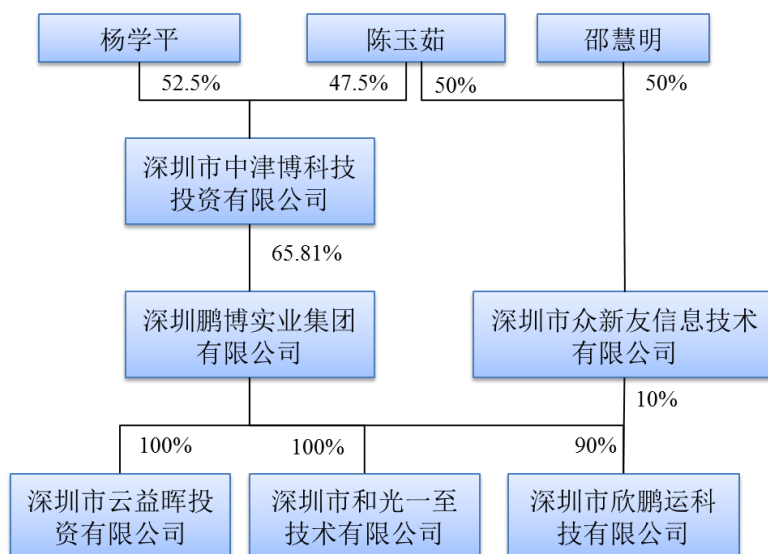 杨学平
陈玉茹
邵慧明
52.5%
47.5%
50%
50%
深圳市中津博科技
投资有限公司
65.81%
深圳鹏博实业集团
有限公司
深圳市众新友信息技术
有限公司
10%
100%
100%
90%
深圳市云益晖投
资有限公司
深圳市和光一至
技术有限公司
深圳市欣鹏运科
技有限公司